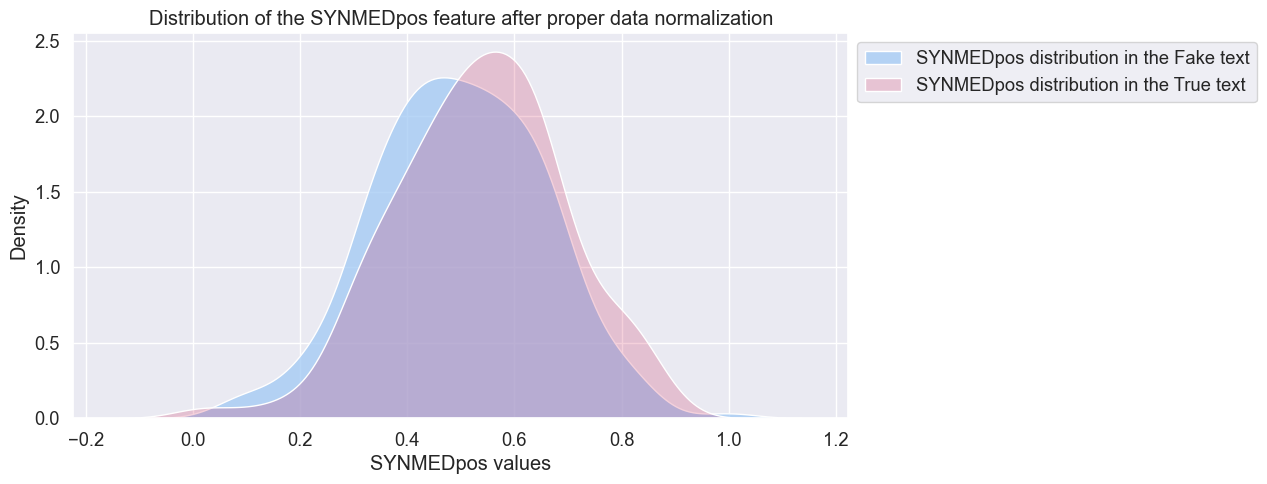 Distribution of the SYNMEDpos feature after proper data normalization
SYNMEDpos distribution in the Fake text
SYNMEDpos distribution in the True text
Density
2.5
2.0
1.5
1.0
0.5
0.0
−0.2 0.0 0.2 0.4 0.6 0.8 1.0 1.2
SYNMEDpos values